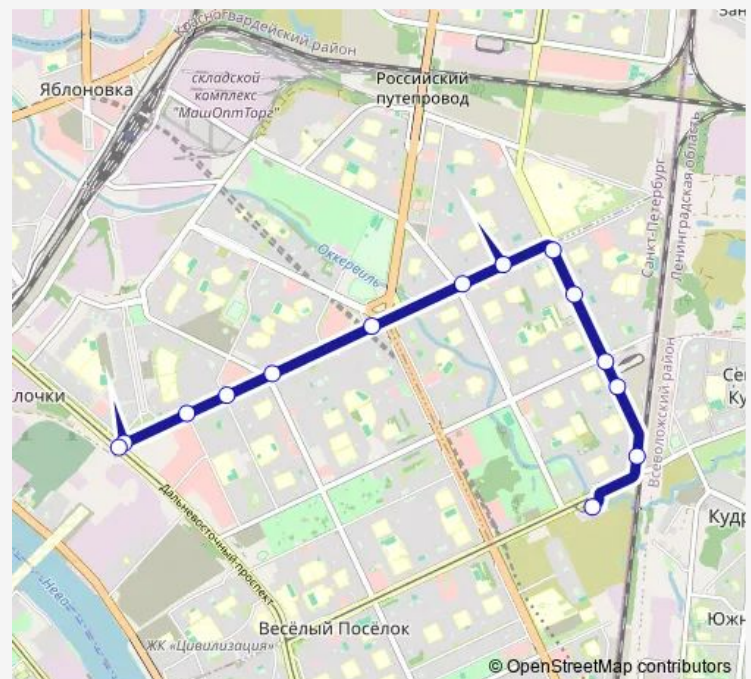 Зан
Красногвардейский район
Яблоновка
складской
комплекс
"МашОптТорг"
Российский
путепровод
Санкт-Петербург
Ленинградская область
Оккервиль
Всеволожский район
лочки
Се
Ку
Дальневосточный проспект
Кудр
Нева
Весёлый Посёлок
Южн
ЖК «Цивилизация»
© OpenStreetMap contributors